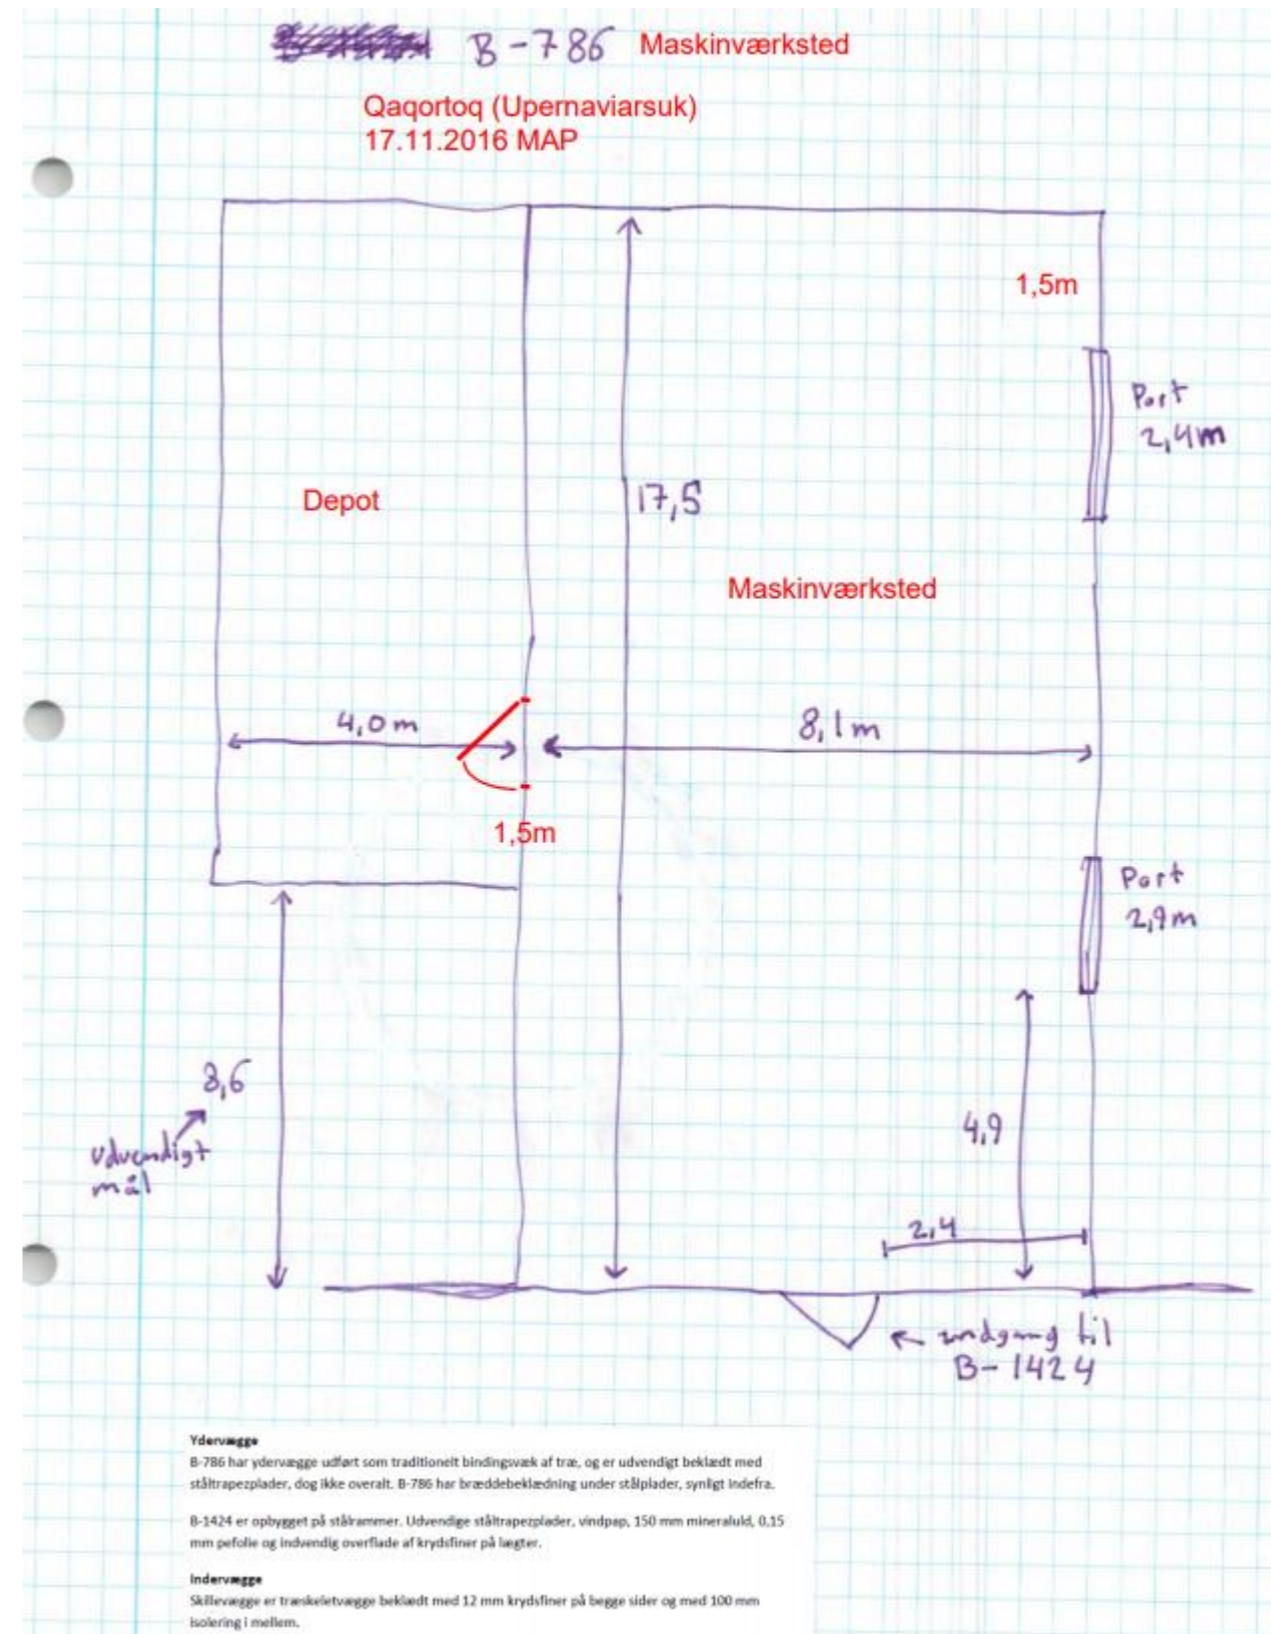 B-786 Maskinværksted
Qaqortoq (Upernaviarsuk)
17.11.2016 MAP
1,5m
Port
2,4m
Depot
17,5
Maskinværksted
4,0m
8,1m
1,5m
Port
2,9m
8,6
Udvendigt
mål
4,9
2,4
indgang til
B-1424
Ydervægge
B-786 har ydervægge udført som traditionelt bindingsvæk af træ, og er udvendigt beklædt med
ståltrapezplader, dog ikke overalt. B-786 har bræddebeklædning under stålplader, synligt indefra.
B-1424 er opbygget på stålrammer. Udvendige ståltrapezplader, vindpap, 150 mm mineraluld, 0,15
mm pefolie og indvendig overflade af krydsfiner på lægter.
Indervægge
Skillevægge er træskeletvægge beklædt med 12 mm krydsfiner på begge sider og med 100 mm
isolering i mellem.